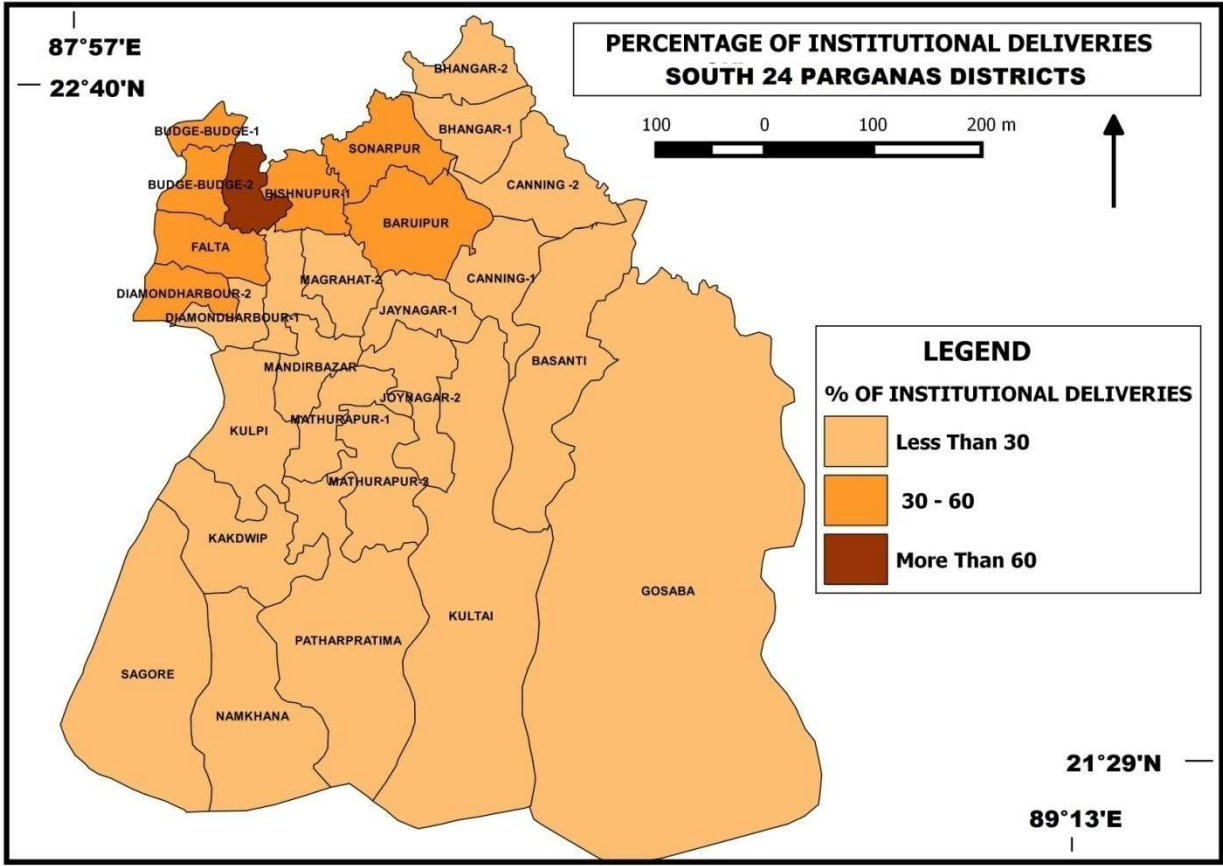 87°57'E
22°40'N
PERCENTAGE OF INSTITUTIONAL DELIVERIES
SOUTH 24 PARGANAS DISTRICTS
100 0 100 200 m
BHANGAR-2
BUDGE-BUDGE-1
BHANGAR-1
SONARPUR
BUDGE-BUDGE-2
BISHNUPUR-1
CANNING -2
BARUIPUR
FALTA
MAGRAHAT-2
CANNING-1
DIAMONDHARBOUR-2
DIAMONDHARBOUR-1
JAYNAGAR-1
MANDIRBAZAR
BASANTI
JOYNAGAR-2
MATHURAPUR-1
KULPI
MATHURAPUR-2
KAKDWIP
GOSABA
KULTAI
PATHARPRATIMA
SAGORE
NAMKHANA
LEGEND
% OF INSTITUTIONAL DELIVERIES
Less Than 30
30 - 60
More Than 60
21°29'N
89°13'E